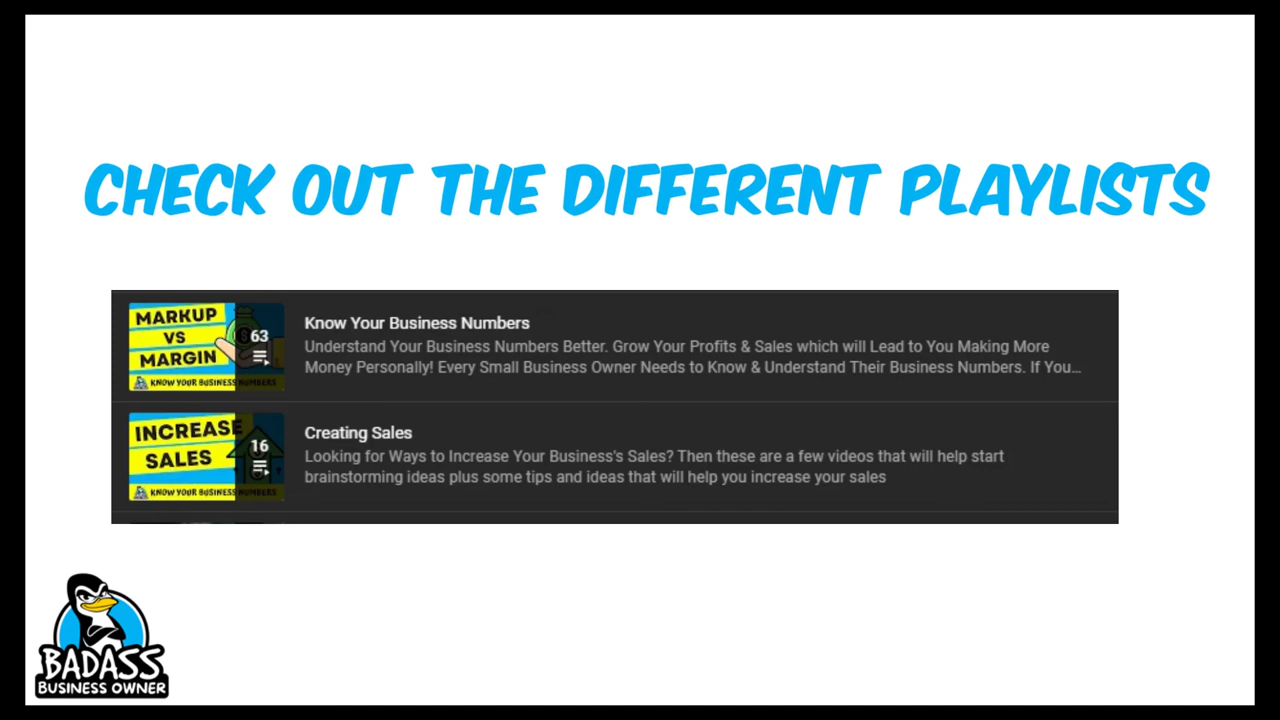 CHECK OUT THE DIFFERENT PLAYLISTS
MARKUP
VS
MARGIN
KNOW YOUR BUSINESS NUMBERS
63
Know Your Business Numbers
Understand Your Business Numbers Better. Grow Your Profits & Sales which will Lead to You Making More
Money Personally! Every Small Business Owner Needs to Know & Understand Their Business Numbers. If You...
INCREASE
SALES
KNOW YOUR BUSINESS NUMBERS
16
Creating Sales
Looking for Ways to Increase Your Business's Sales? Then these are a few videos that will help start
brainstorming ideas plus some tips and ideas that will help you increase your sales
BADASS
BUSINESS OWNER